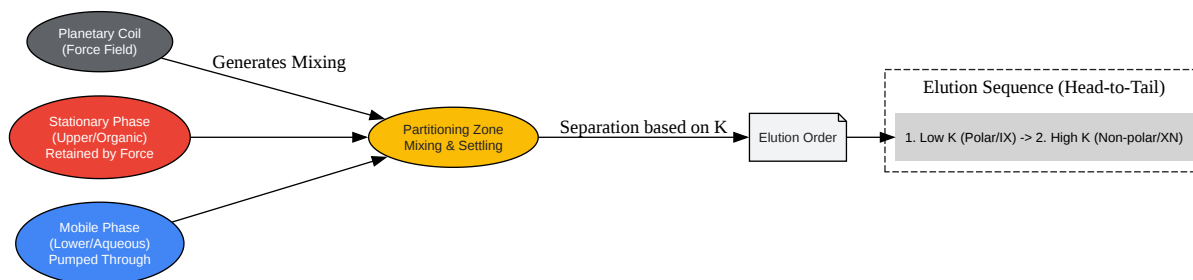 Planetary Coil
(Force Field)
Generates Mixing
Stationary Phase
(Upper/Organic)
Retained by Force
Mobile Phase
(Lower/Aqueous)
Pumped Through
Partitioning Zone
Mixing & Settling
Separation based on K
Elution Order
Elution Sequence (Head-to-Tail)
1. Low K (Polar/IX) -> 2. High K (Non-polar/XN)